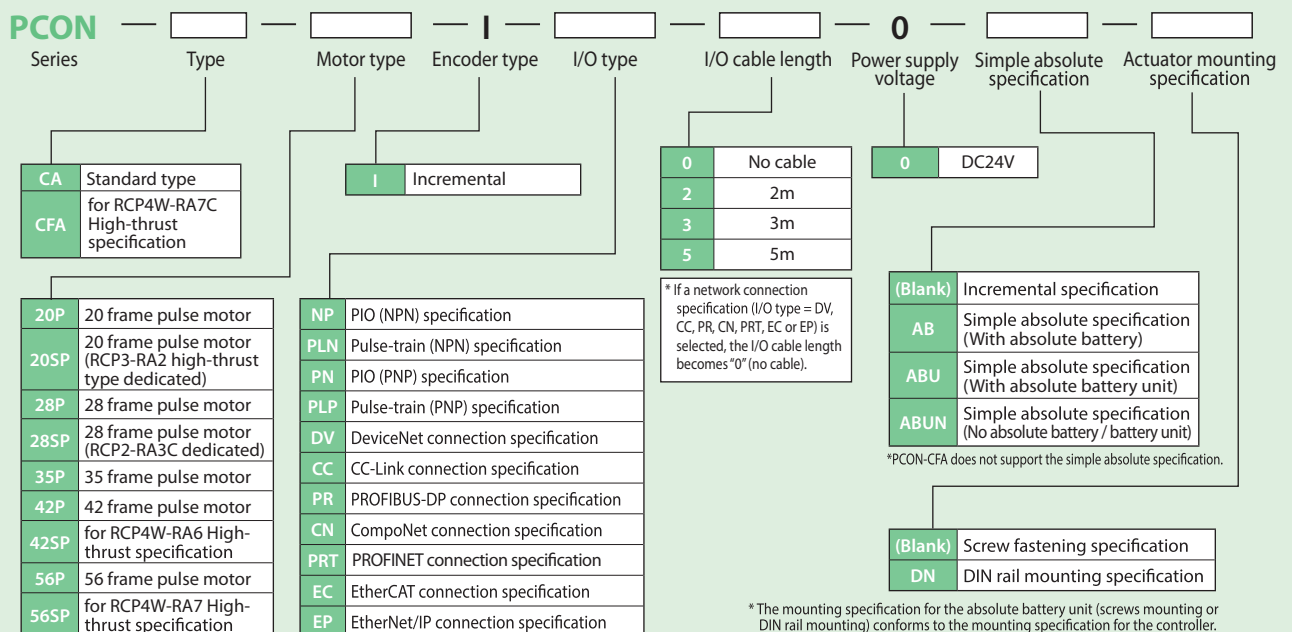 PCON — — — I — — — 0 — —
Series
Type
Motor type
Encoder type
I/O type
I/O cable length
Power supply
voltage
Simple absolute
specification
Actuator mounting
specification
CA Standard type
CFA for RCP4W-RA7C
High-thrust
specification
20P 20 frame pulse motor
20SP 20 frame pulse motor
(RCP3-RA2 high-thrust
type dedicated)
28P 28 frame pulse motor
28SP 28 frame pulse motor
(RCP2-RA3C dedicated)
35P 35 frame pulse motor
42P 42 frame pulse motor
42SP for RCP4W-RA6 High-
thrust specification
56P 56 frame pulse motor
56SP for RCP4W-RA7 High-
thrust specification
I Incremental
NP PIO (NPN) specification
PLN Pulse-train (NPN) specification
PN PIO (PNP) specification
PLP Pulse-train (PNP) specification
DV DeviceNet connection specification
CC CC-Link connection specification
PR PROFIBUS-DP connection specification
CN CompoNet connection specification
PRT PROFINET connection specification
EC EtherCAT connection specification
EP EtherNet/IP connection specification
0 No cable
2 2m
3 3m
5 5m
* If a network connection
specification (I/O type = DV,
CC, PR, CN, PRT, EC or EP) is
selected, the I/O cable length
becomes “0” (no cable).
0 DC24V
(Blank) Incremental specification
AB Simple absolute specification
(With absolute battery)
ABU Simple absolute specification
(With absolute battery unit)
ABUN Simple absolute specification
(No absolute battery / battery unit)
*PCON-CFA does not support the simple absolute specification.
(Blank) Screw fastening specification
DN DIN rail mounting specification
* The mounting specification for the absolute battery unit (screws mounting or
DIN rail mounting) conforms to the mounting specification for the controller.